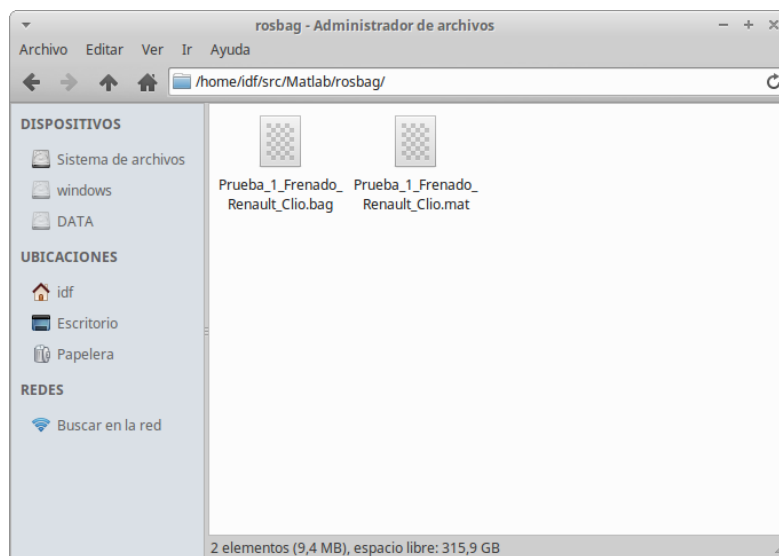 rosbag - Administrador de archivos
Archivo Editar Ver Ir Ayuda
/home/idf/src/Matlab/rosbag/
DISPOSITIVOS
Sistema de archivos
windows
DATA
UBICACIONES
idf
Escritorio
Papelera
REDES
Buscar en la red
Prueba_1_Frenado_
Renault_Clio.bag
Prueba_1_Frenado_
Renault_Clio.mat
2 elementos (9,4 MB), espacio libre: 315,9 GB